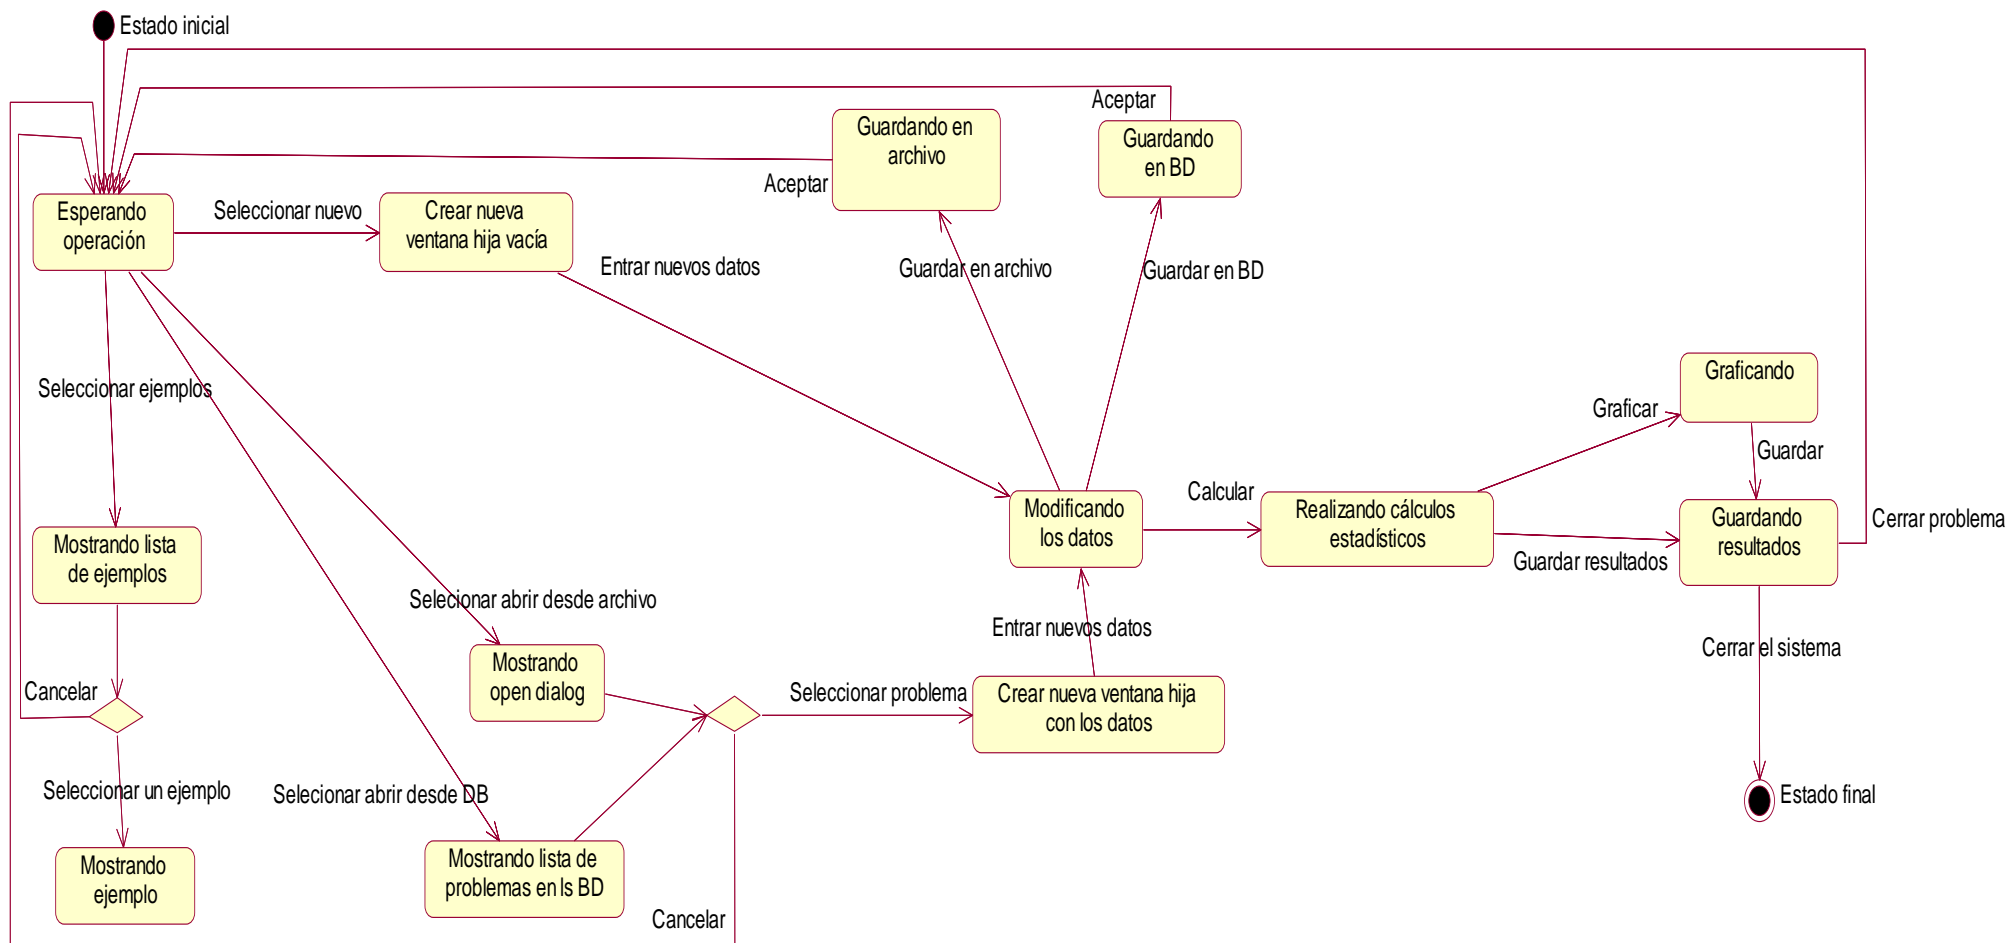 Estado inicial
Aceptar
Guardando en
archivo
Guardando
en BD
Aceptar
Esperando
operación
Seleccionar nuevo
Crear nueva
ventana hija vacía
Entrar nuevos datos
Guardar en archivo
Guardar en BD
Seleccionar ejemplos
Graficando
Graficar
Guardar
Calcular
Modificando
los datos
Realizando cálculos
estadísticos
Guardar resultados
Guardando
resultados
Cerrar problema
Mostrando lista
de ejemplos
Selecionar abrir desde archivo
Entrar nuevos datos
Cerrar el sistema
Mostrando
open dialog
Cancelar
Seleccionar problema
Crear nueva ventana hija
con los datos
Seleccionar un ejemplo
Selecionar abrir desde DB
Estado final
Mostrando
ejemplo
Mostrando lista de
problemas en ls BD
Cancelar